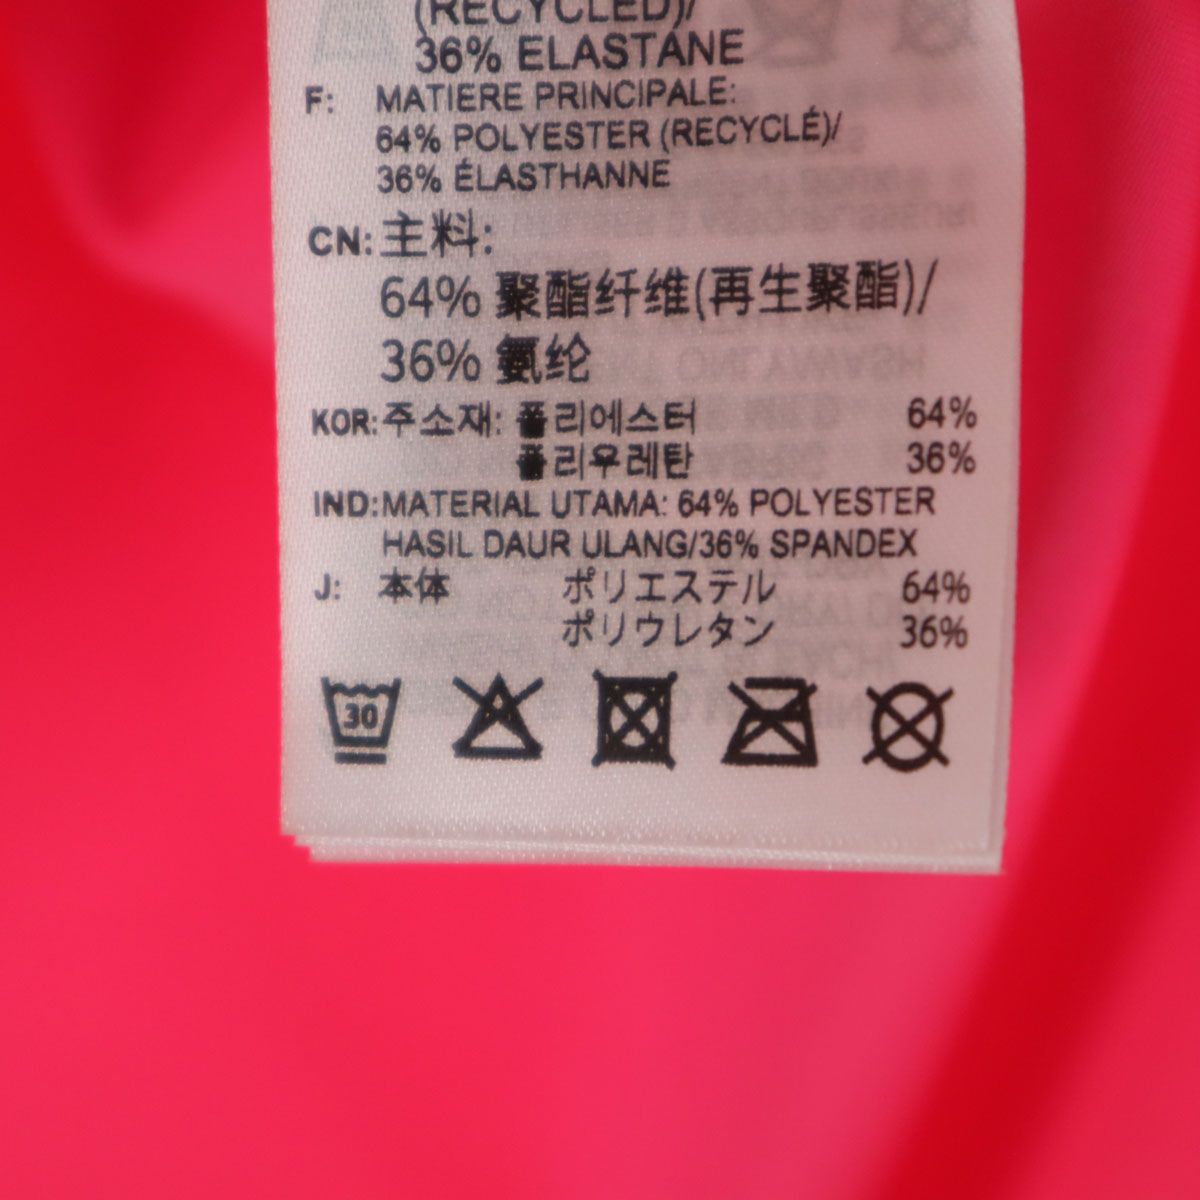 (RECYCLED)/
36% ELASTANE
F: MATIERE PRINCIPALE:
64% POLYESTER (RECYCLÉ)/
36% ÉLASTHANNE
CN: 主料:
64% 聚酯纤维(再生聚酯)/
36% 氨纶
KOR: 주소재: 폴리에스터 64%
폴리우레탄 36%
IND: MATERIAL UTAMA: 64% POLYESTER
HASIL DAUR ULANG/36% SPANDEX
J: 本体 ポリエステル 64%
ポリウレタン 36%
30